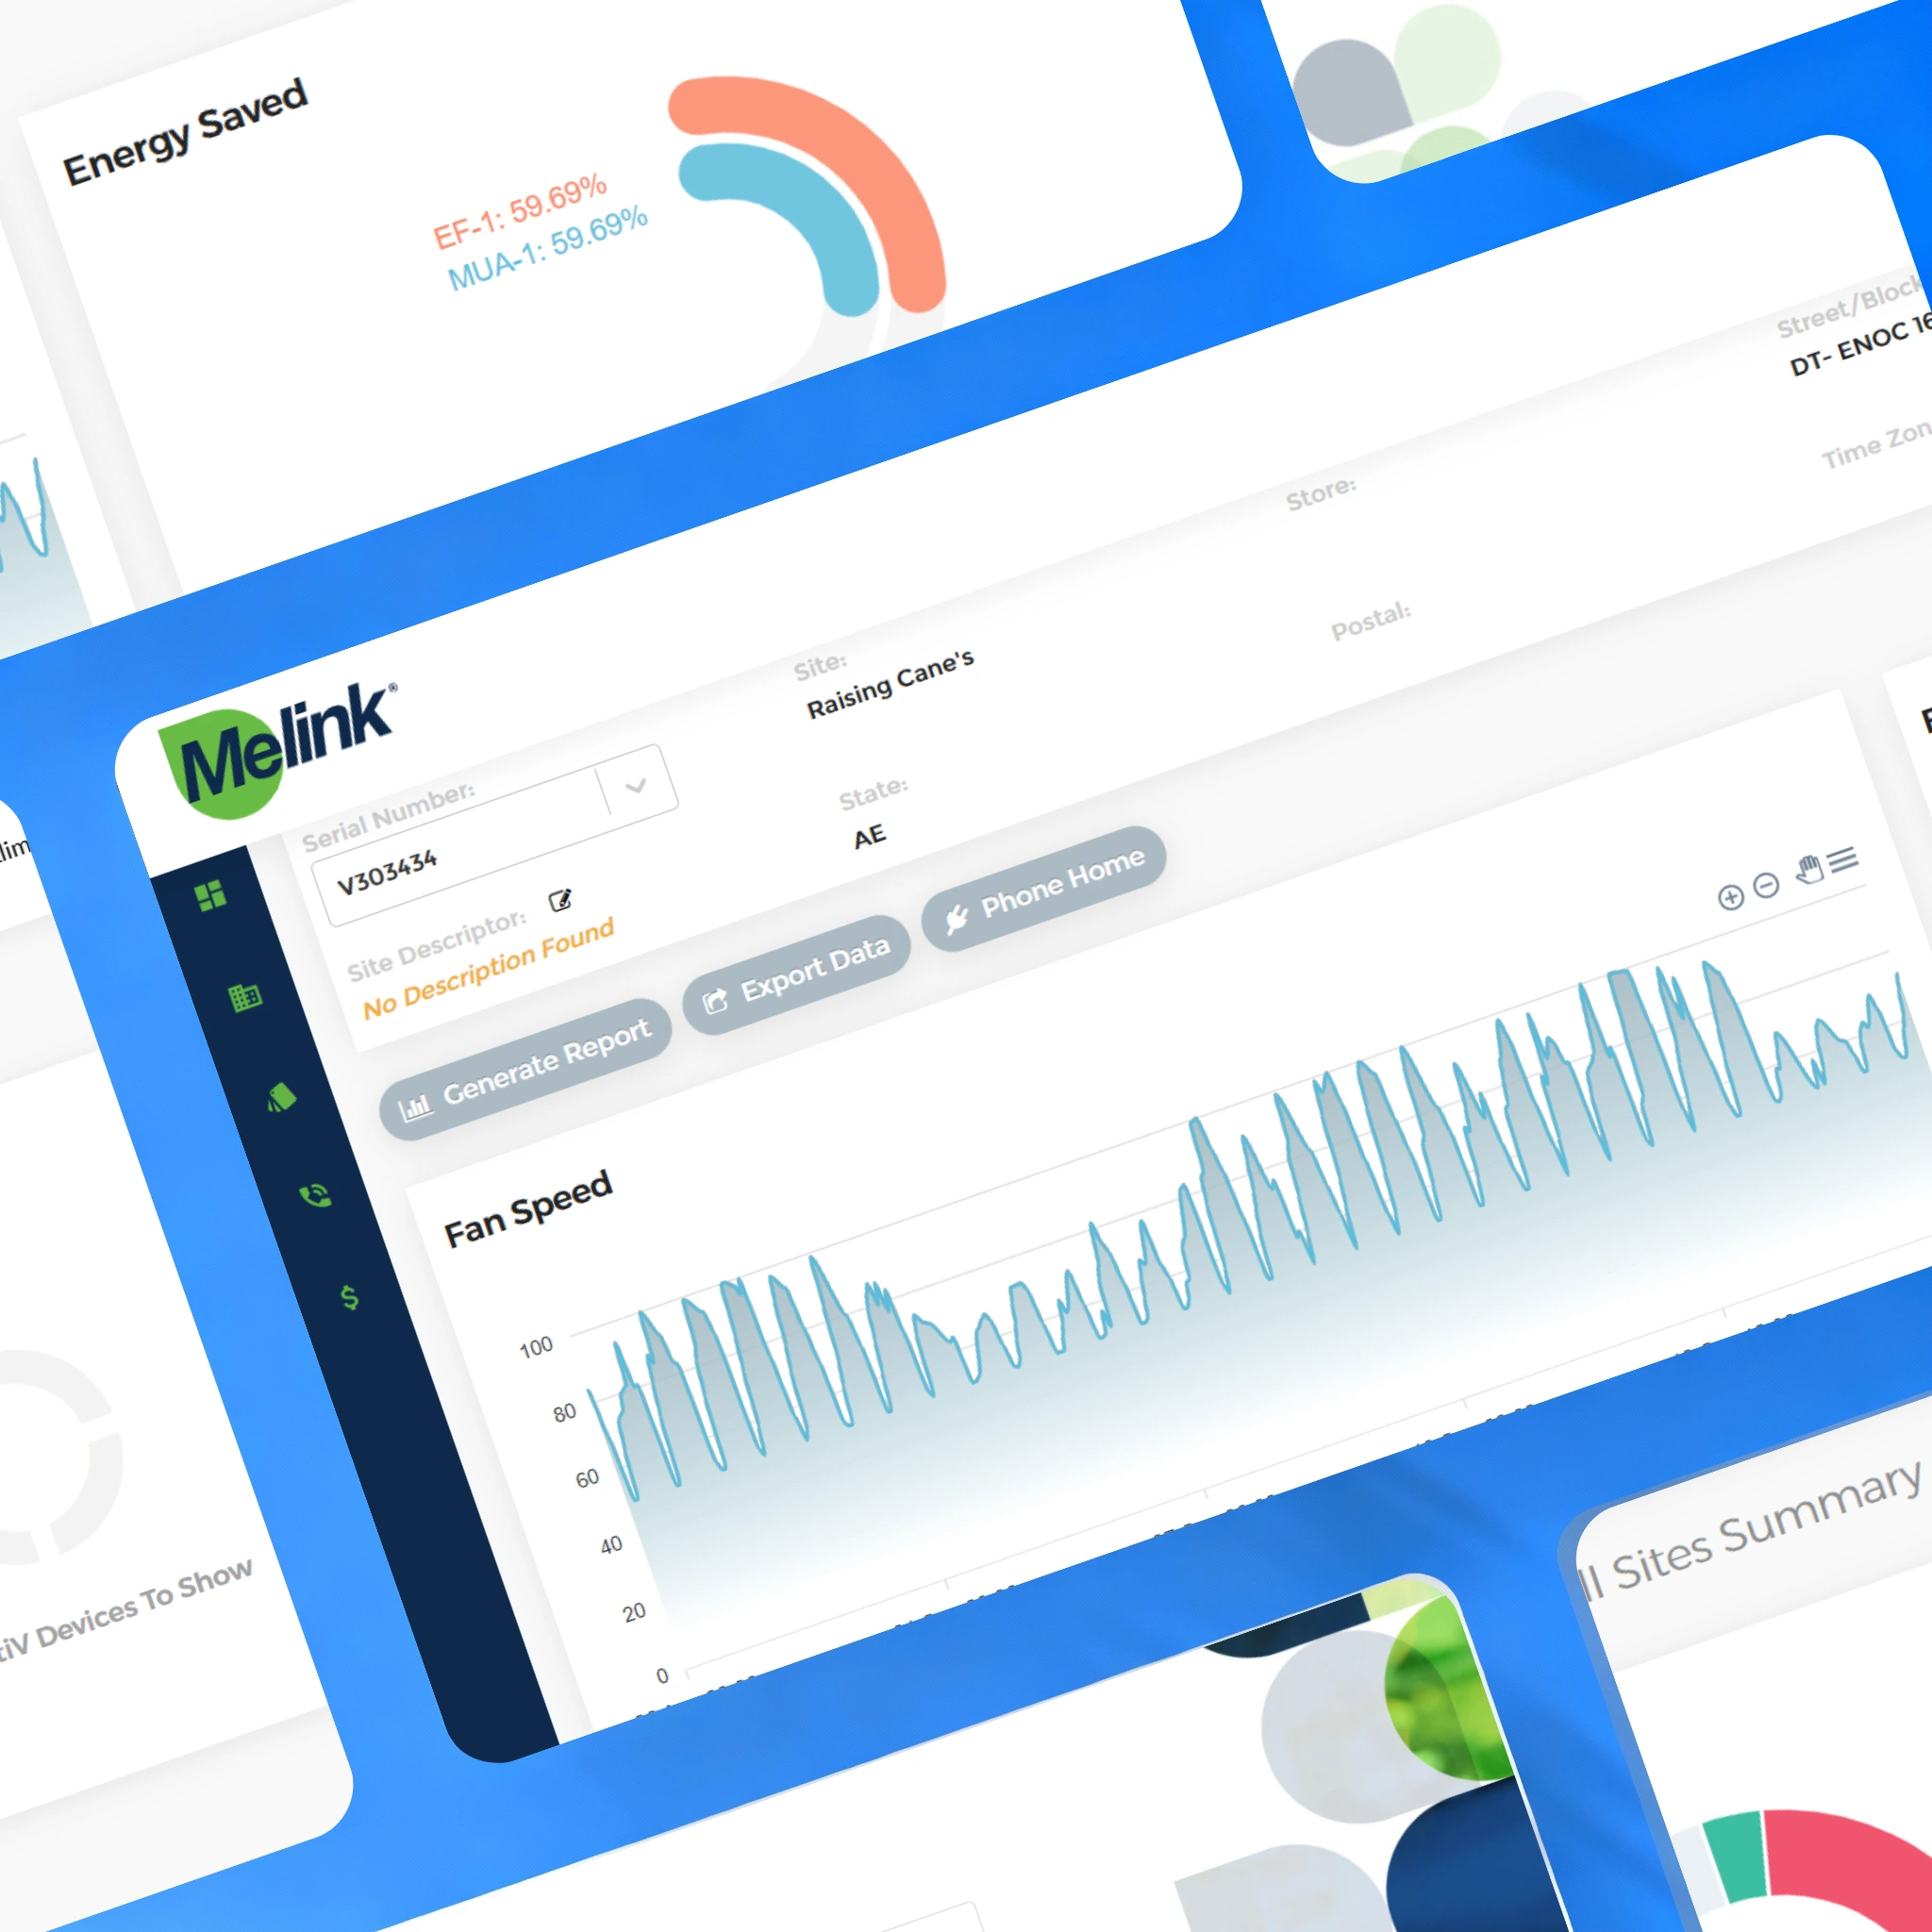 Energy Saved
EF-1: 59.69%
MUA-1: 59.69%
Melink®
Serial Number:
V303434
Site Descriptor:
No Description Found
Site:
Raising Cane's
State:
AE
Store:
Postal:
Street/Block
DT- ENOC 16
Time Zon
Generate Report
Export Data
Phone Home
Fan Speed
100
80
60
40
20
0
Devices To Show
Sites Summary